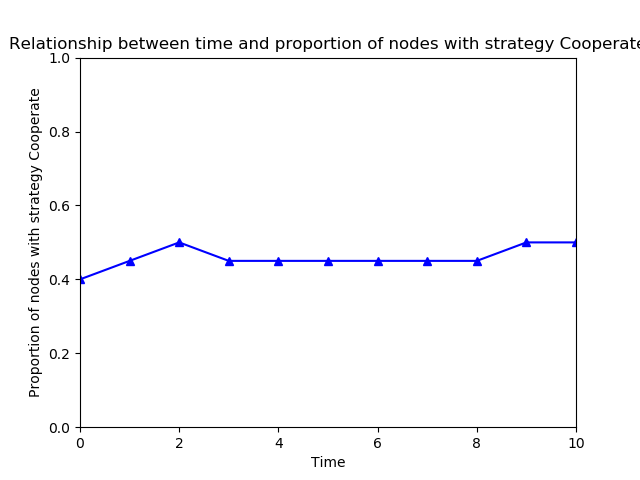 Relationship between time and proportion of nodes with strategy Cooperate
1.0
0.8
0.6
0.4
0.2
0.0
Proportion of nodes with strategy Cooperate
0 2 4 6 8 10
Time